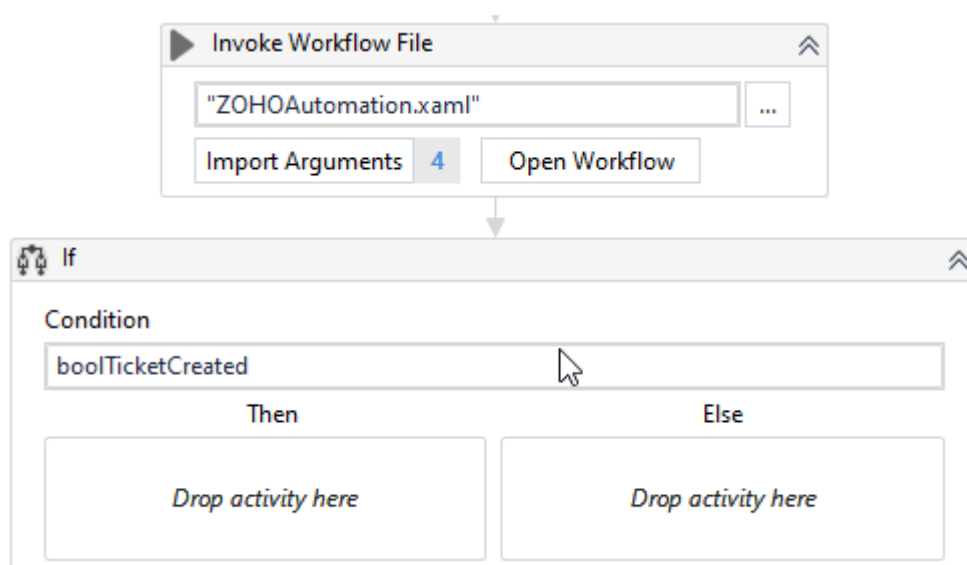 Invoke Workflow File
"ZOHOAutomation.xaml"
...
Import Arguments 4 Open Workflow
If
Condition
boolTicketCreated
Then Else
Drop activity here Drop activity here